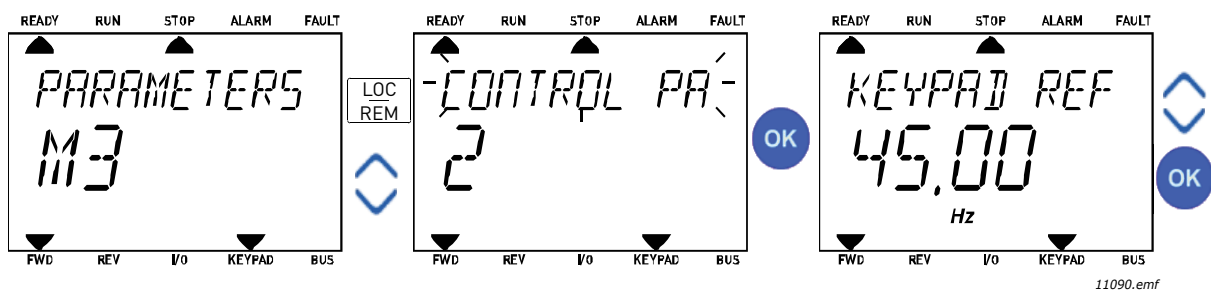 READY RUN STOP ALARM FAULT
PARAMETERS
M3
FWD REV I/O KEYPAD BUS
LOC
REM
READY RUN STOP ALARM FAULT
CONTROL PA
2
FWD REV I/O KEYPAD BUS
OK
READY RUN STOP ALARM FAULT
KEYPAD REF
45.00
Hz
FWD REV I/O KEYPAD BUS
OK
11090.emf